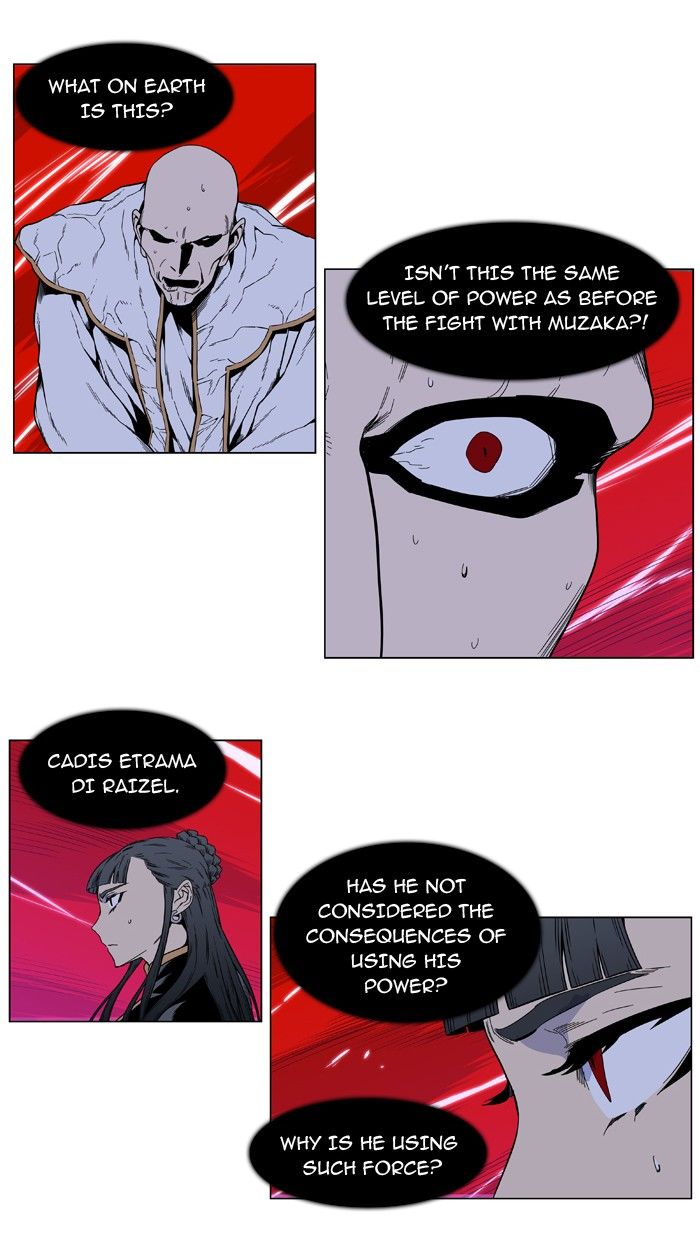 WHAT ON EARTH
IS THIS?
ISN'T THIS THE SAME
LEVEL OF POWER AS BEFORE
THE FIGHT WITH MUZAKA?!
CADIS ETRAMA
DI RAIZEL.
HAS HE NOT
CONSIDERED THE
CONSEQUENCES OF
USING HIS
POWER?
WHY IS HE USING
SUCH FORCE?